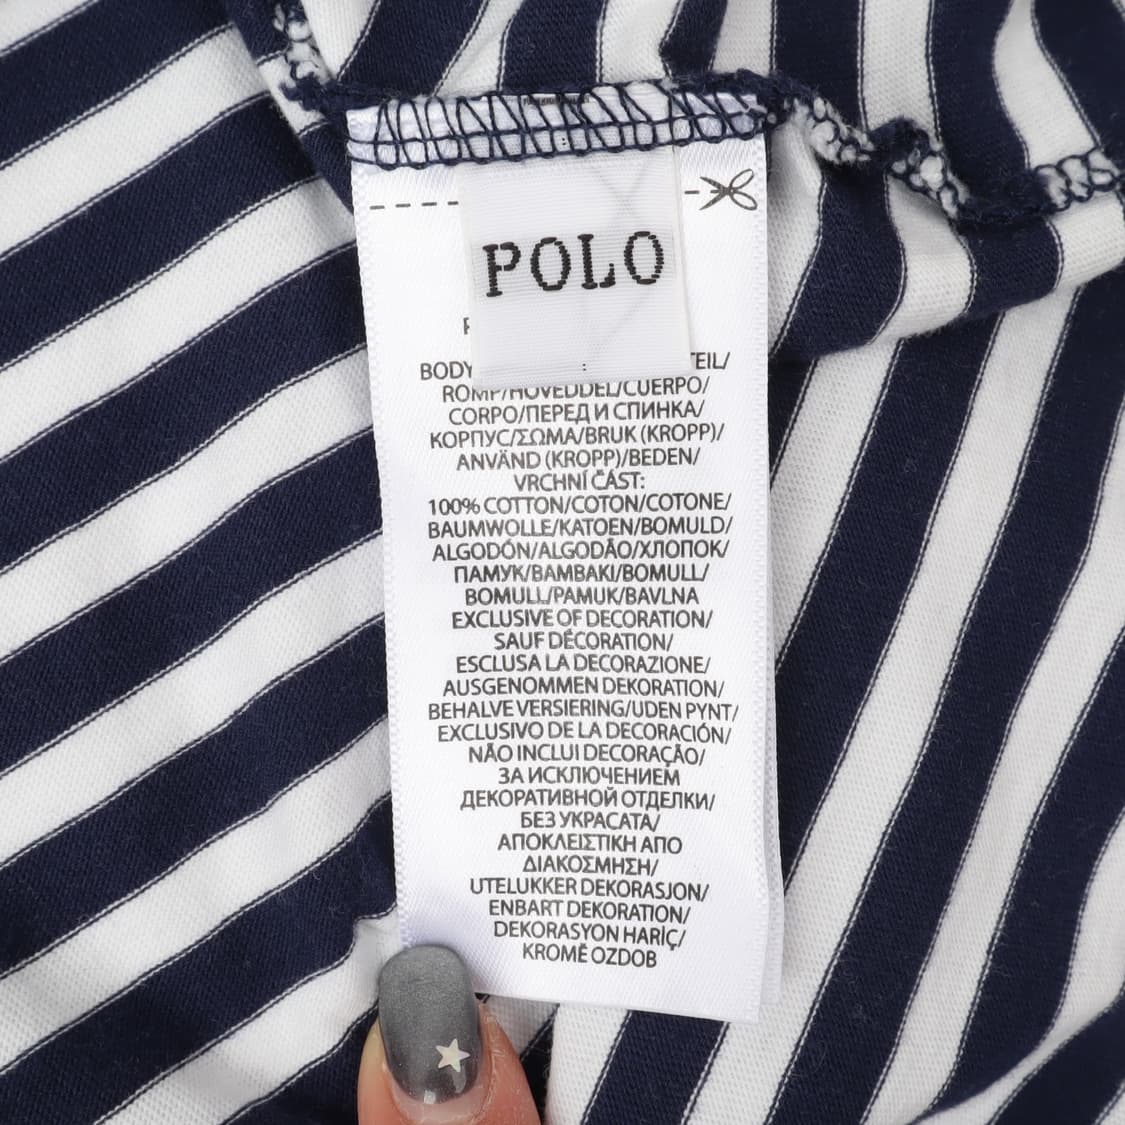 POLO
BODY
TEIL/
ROMP/HOVEDDEL/CUERPO/
CORPO/ПЕРЕД И СПИНКА/
КОРПУС/ΣΩΜΑ/BRUK (KROPP)/
ANVÄND (KROPP)/BEDEN/
VRCHNÍ ČÁST:
100% COTTON/COTON/COTONE/
BAUMWOLLE/KATOEN/BOMULD/
ALGODÓN/ALGODÃO/ХЛОПОК/
ПАМУК/BAMBAKI/BOMULL/
BOMULL/PAMUK/BAVLNA
EXCLUSIVE OF DECORATION/
SAUF DÉCORATION/
ESCLUSA LA DECORAZIONE/
AUSGENOMMEN DEKORATION/
BEHALVE VERSIERING/UDEN PYNT/
EXCLUSIVO DE LA DECORACIÓN/
NÃO INCLUI DECORAÇÃO/
ЗА ИСКЛЮЧЕНИЕМ
ДЕКОРАТИВНОЙ ОТДЕЛКИ/
БЕЗ УКРАСАТА/
ΑΠΟΚΛΕΙΣΤΙΚΗ ΑΠΟ
ΔΙΑΚΟΣΜΗΣΗ/
UTELUKKER DEKORASJON/
ENBART DEKORATION/
DEKORASYON HARİÇ/
KROMĚ OZDOB